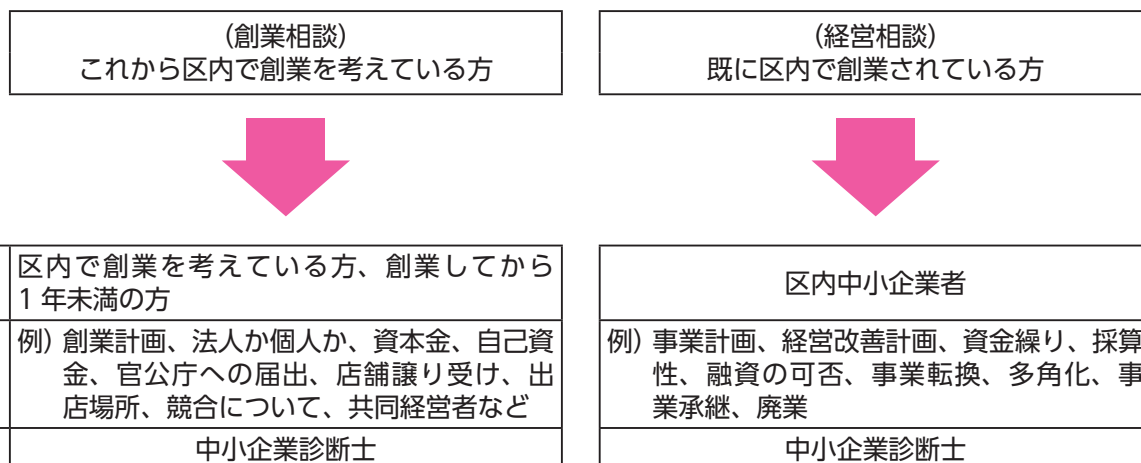 (創業相談)
これから区内で創業を考えている方
(経営相談)
既に区内で創業されている方
区内で創業を考えている方、創業してから
1年未満の方
区内中小企業者
例) 創業計画、法人か個人か、資本金、自己資
金、官公庁への届出、店舗譲り受け、出
店場所、競合について、共同経営者など
例) 事業計画、経営改善計画、資金繰り、採算
性、融資の可否、事業転換、多角化、事
業承継、廃業
中小企業診断士
中小企業診断士